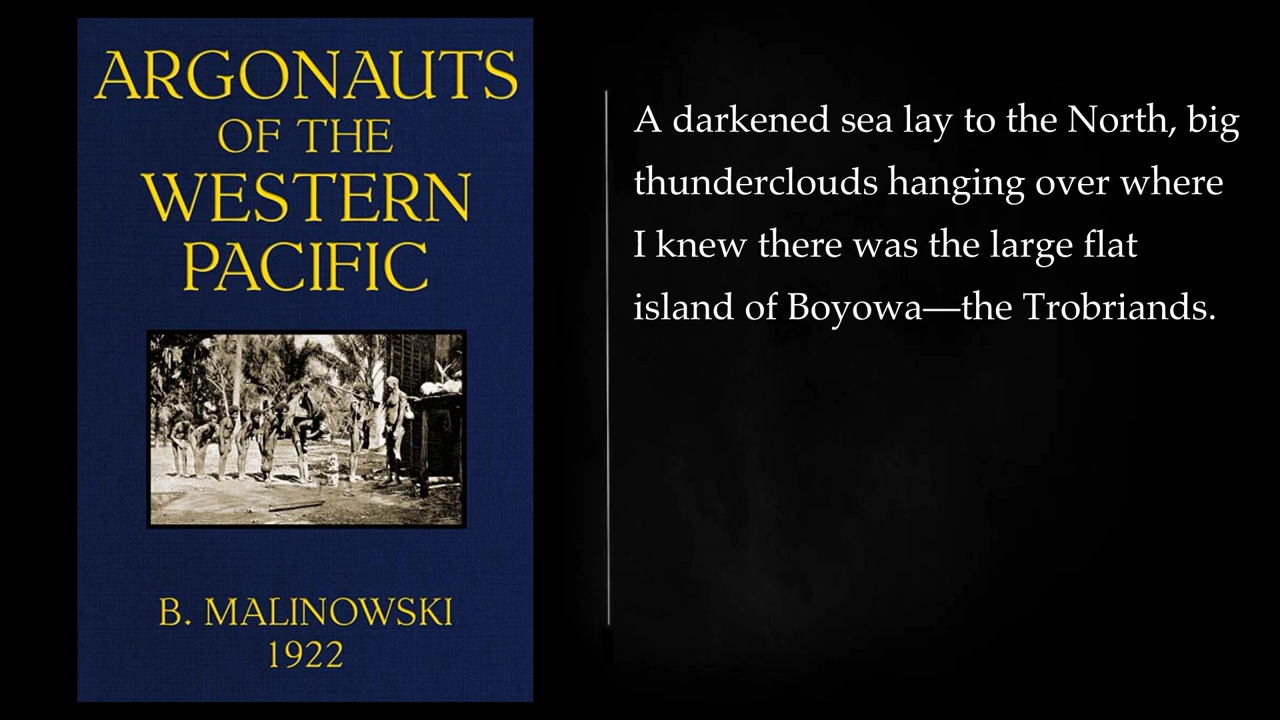 ARGONAUTS
OF THE
WESTERN
PACIFIC
B. MALINOWSKI
1922
A darkened sea lay to the North, big
thunderclouds hanging over where
I knew there was the large flat
island of Boyowa—the Trobriands.